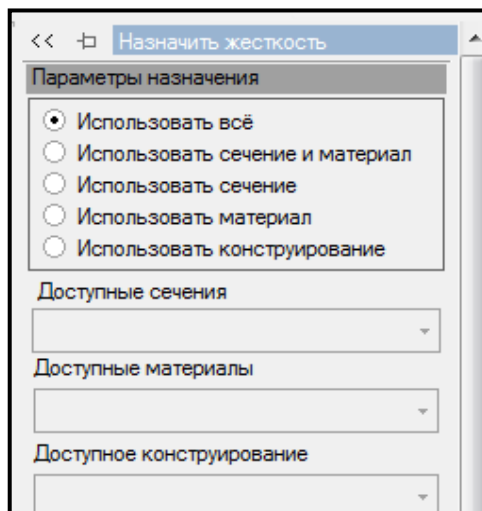 << Назначить жесткость
Параметры назначения
Использовать всё
Использовать сечение и материал
Использовать сечение
Использовать материал
Использовать конструирование
Доступные сечения
Доступные материалы
Доступное конструирование